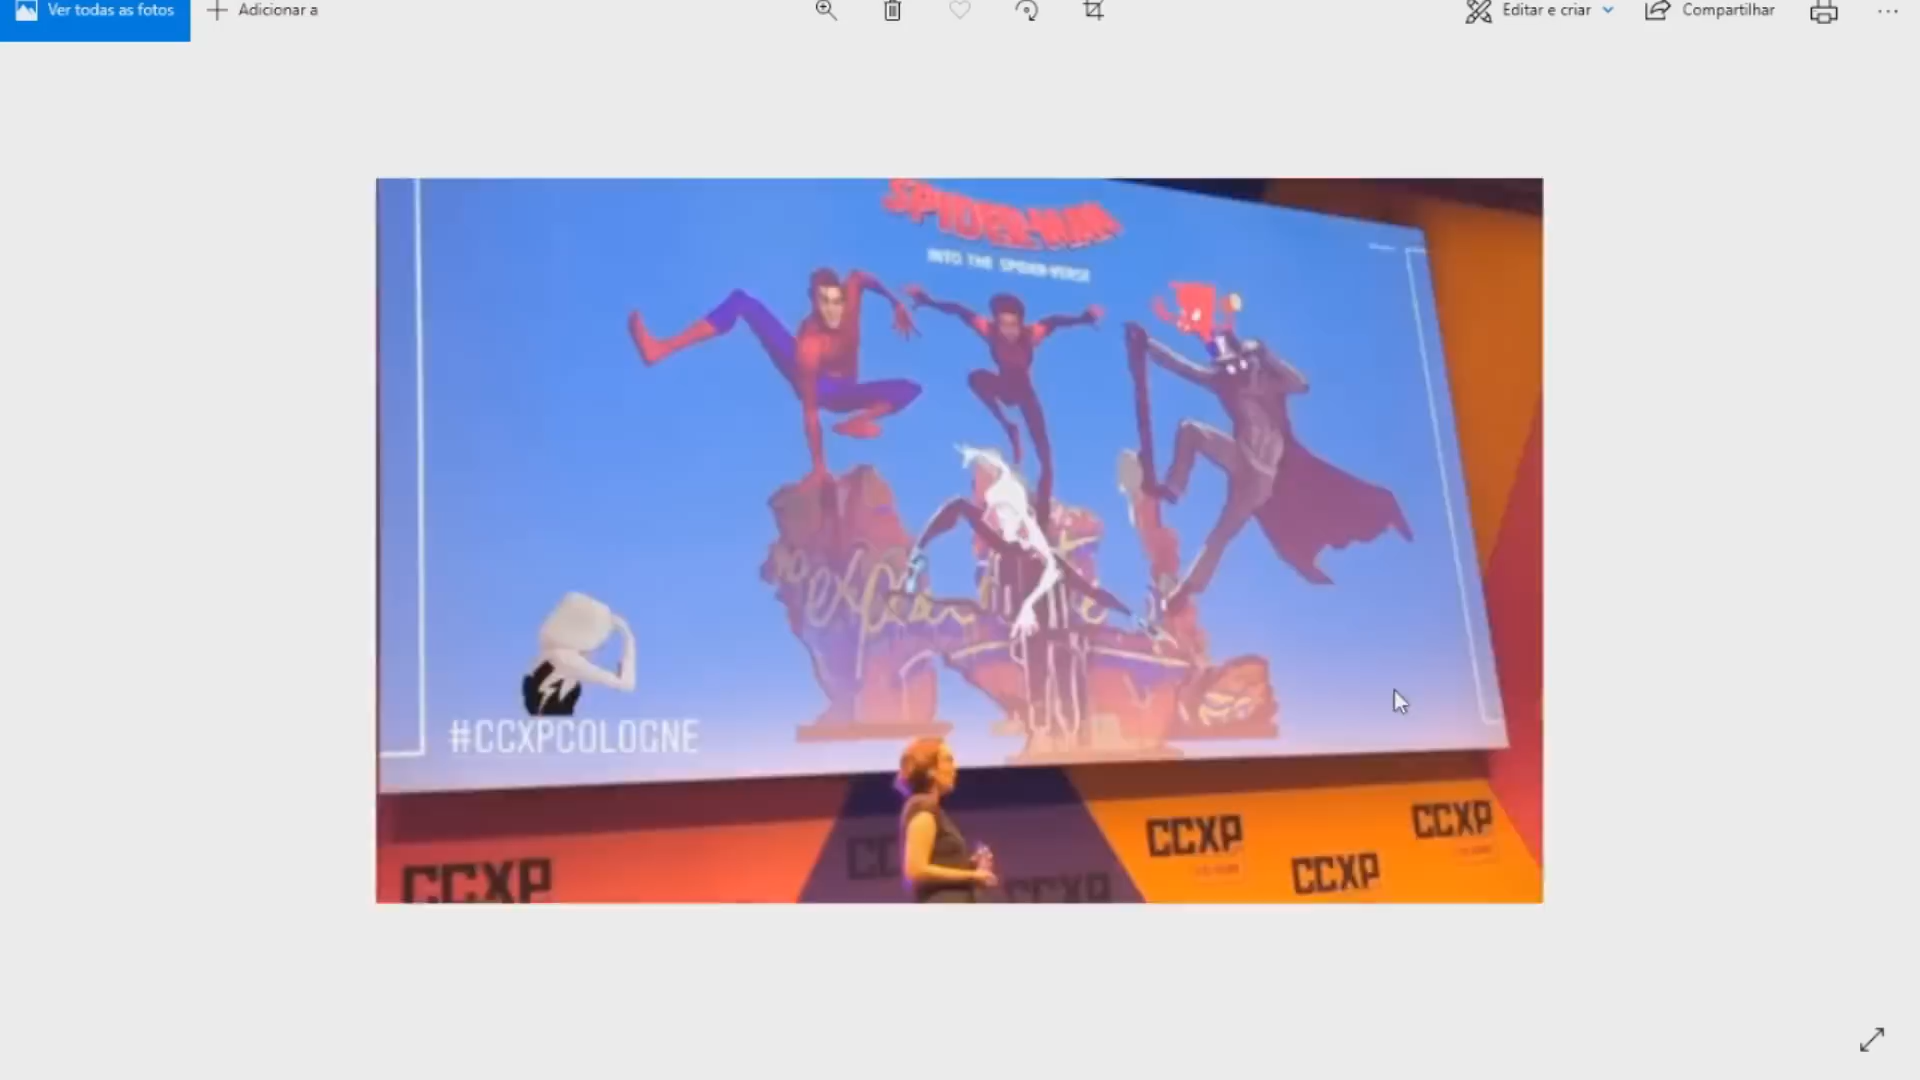 Ver todas as fotos
Adicionar a
Editar e criar
Compartilhar
SPIDER-MAN
INTO THE SPIDER-VERSE
#CCXPCOLOGNE
CCXP
CCXP
CCXP
CCXP
CCXP